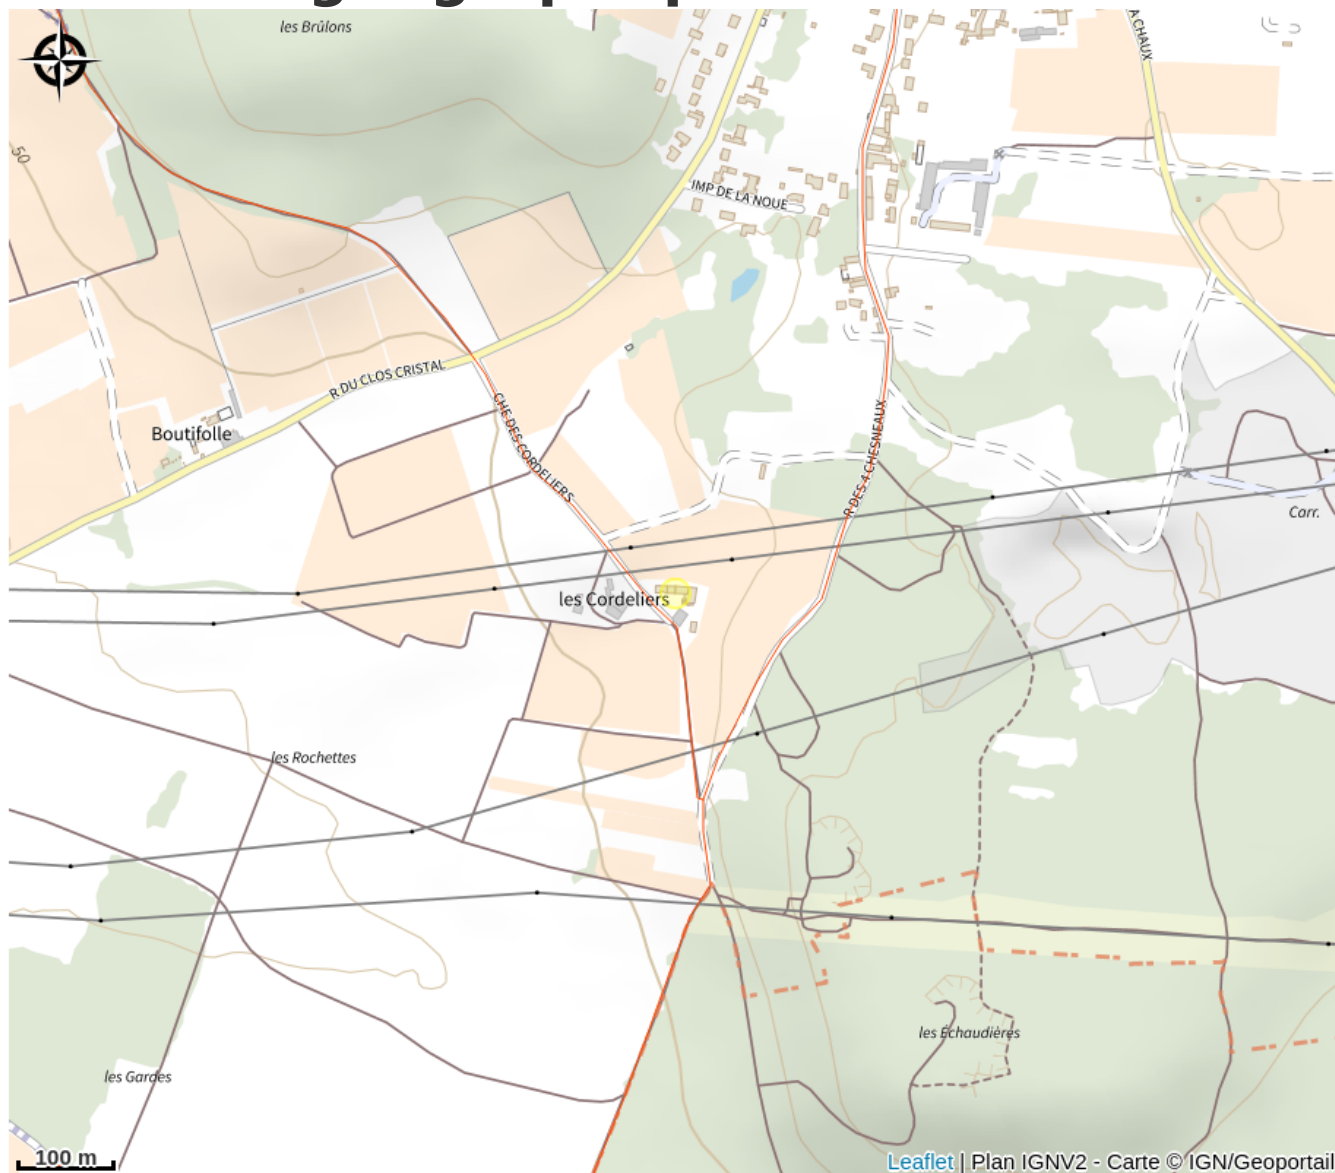 les Brûlons
A CHAUX
50
IMP DE LA NOUE
R DU CLOS CRISTAL
CHE DES CORDELIERS
R DES 4 CHESNEAUX
Boutifolle
Carr.
les Cordeliers
les Rochettes
les Échaudières
les Gardes
100 m
Leaflet | Plan IGNV2 - Carte © IGN/Geoportail